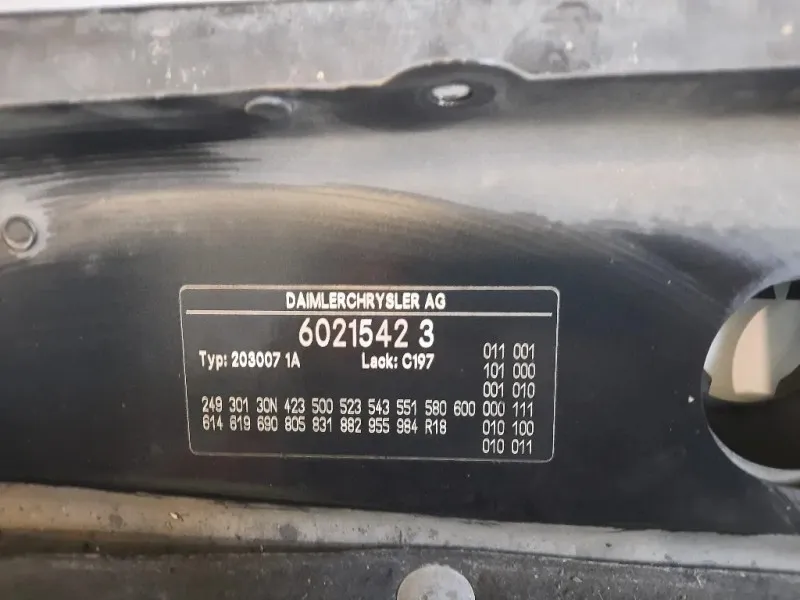 DAIMLERCHRYSLER AG
6021542 3
Typ: 203007 1A Lack: C197
011 001
101 000
001 010
249 301 30N 423 500 523 543 551 580 600 000 111
614 619 690 805 831 882 955 984 R18 010 100
010 011